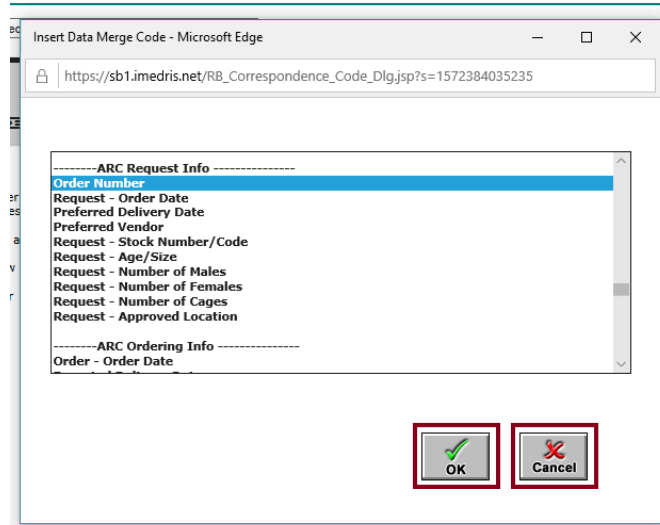 Insert Data Merge Code - Microsoft Edge
https://sb1.imedris.net/RB_Correspondence_Code_Dlg.jsp?s=1572384035235
--------ARC Request Info ---------------
Order Number
Request - Order Date
Preferred Delivery Date
Preferred Vendor
Request - Stock Number/Code
Request - Age/Size
Request - Number of Males
Request - Number of Females
Request - Number of Cages
Request - Approved Location
--------ARC Ordering Info ---------------
Order - Order Date
OK
Cancel